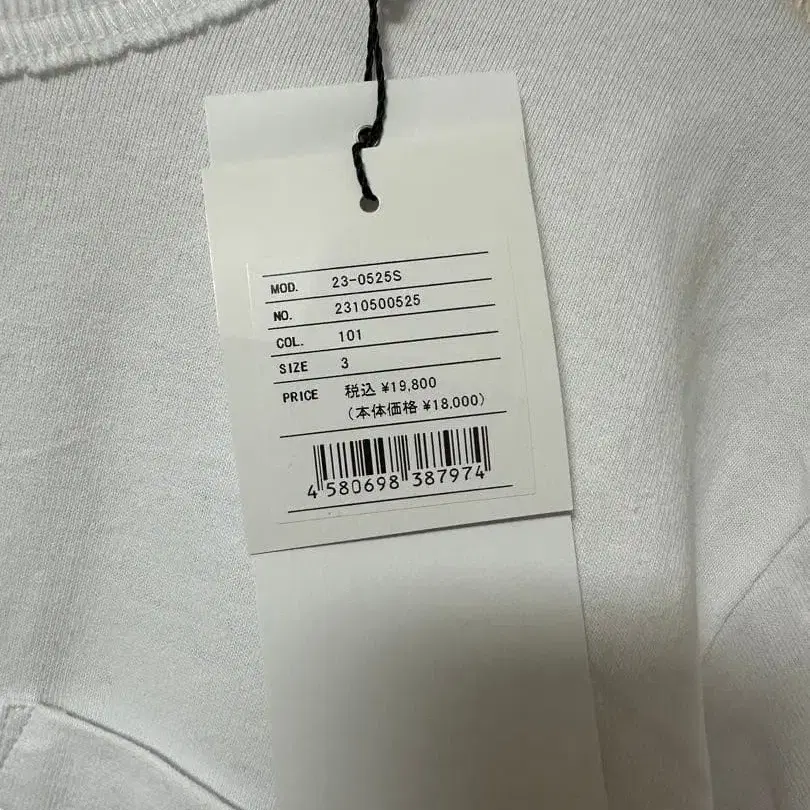 MOD. 23-0525S
NO. 2310500525
COL. 101
SIZE 3
PRICE 税込 ¥19,800
(本体価格 ¥18,000)
4 580698 387974